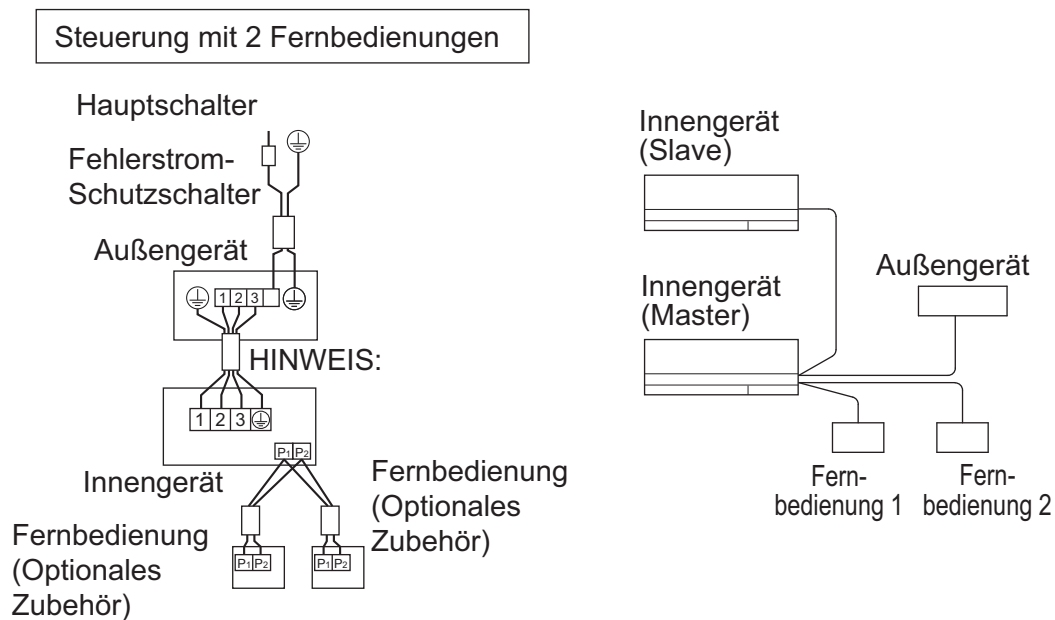 Steuerung mit 2 Fernbedienungen
Hauptschalter
Fehlerstrom-
Schutzschalter
Außengerät
1 2 3
HINWEIS:
1 2 3
P1 P2
Innengerät
Fernbedienung
(Optionales
Zubehör)
P1 P2
Fernbedienung
(Optionales
Zubehör)
P1 P2
Innengerät
(Slave)
Innengerät
(Master)
Außengerät
Fern-
bedienung 1
Fern-
bedienung 2